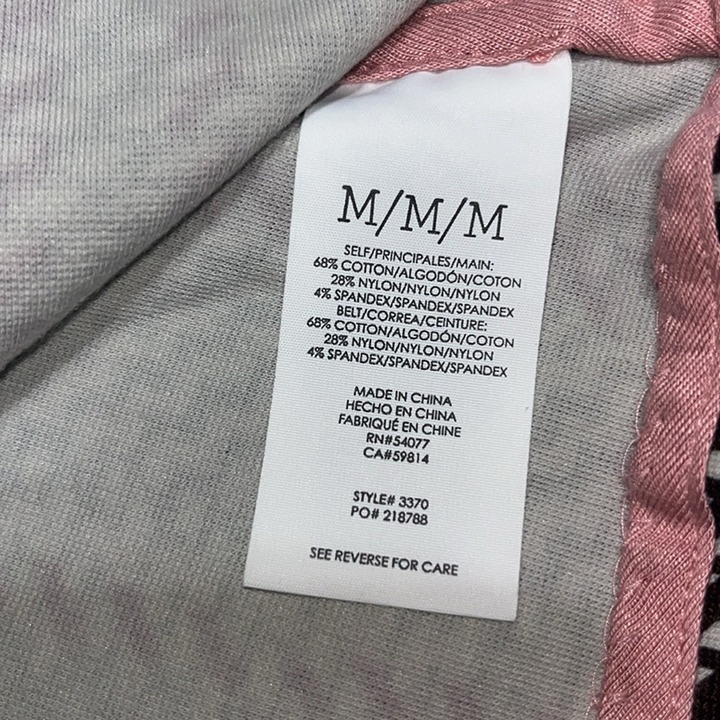 M/M/M
SELF/PRINCIPALES/MAIN:
68% COTTON/ALGODÓN/COTON
28% NYLON/NYLON/NYLON
4% SPANDEX/SPANDEX/SPANDEX
BELT/CORREA/CEINTURE:
68% COTTON/ALGODÓN/COTON
28% NYLON/NYLON/NYLON
4% SPANDEX/SPANDEX/SPANDEX
MADE IN CHINA
HECHO EN CHINA
FABRIQUÉ EN CHINE
RN#54077
CA#59814
STYLE# 3370
PO# 218788
SEE REVERSE FOR CARE